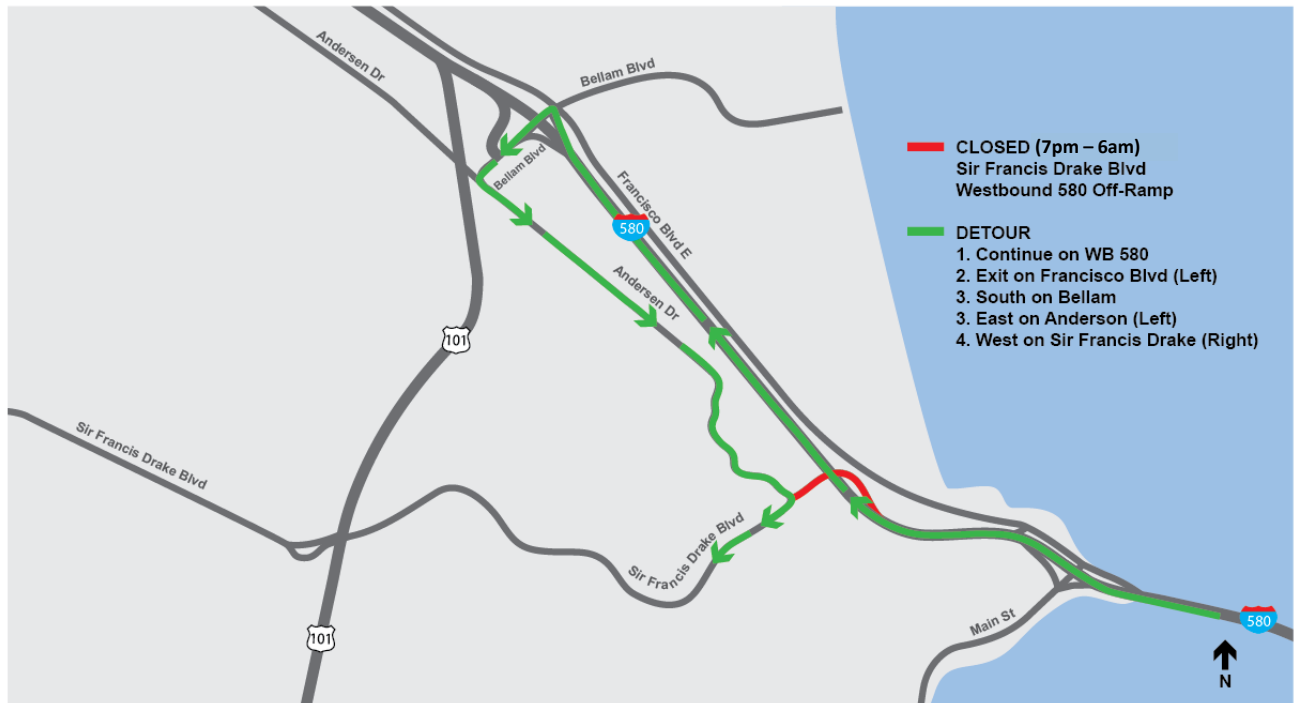 Andersen Dr
Bellam Blvd
Bellam Blvd
Francisco Blvd E
580
Andersen Dr
101
Sir Francis Drake Blvd
Sir Francis Drake Blvd
Main St
101
580
N
CLOSED (7pm – 6am)
Sir Francis Drake Blvd
Westbound 580 Off-Ramp
DETOUR
1. Continue on WB 580
2. Exit on Francisco Blvd (Left)
3. South on Bellam
3. East on Anderson (Left)
4. West on Sir Francis Drake (Right)